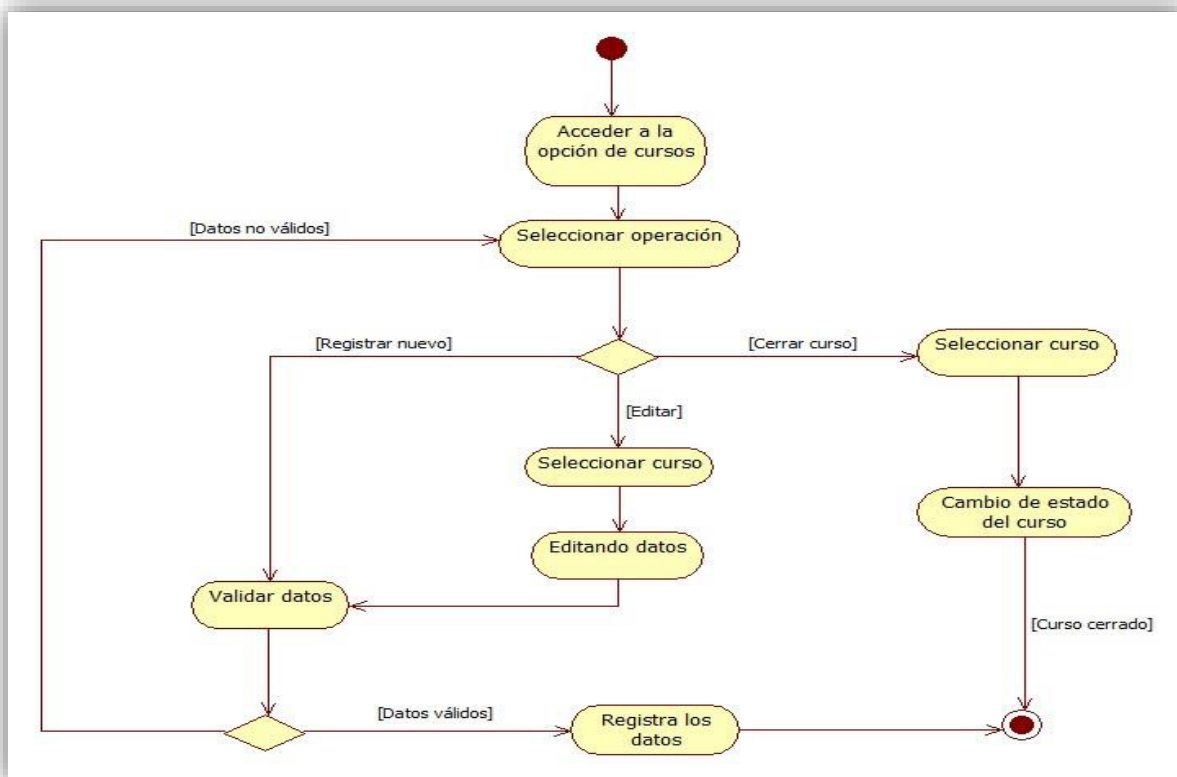 Acceder a la
opción de cursos
[Datos no válidos]
Seleccionar operación
[Registrar nuevo]
[Cerrar curso]
Seleccionar curso
[Editar]
Seleccionar curso
Cambio de estado
del curso
Editando datos
Validar datos
[Curso cerrado]
[Datos válidos]
Registra los
datos